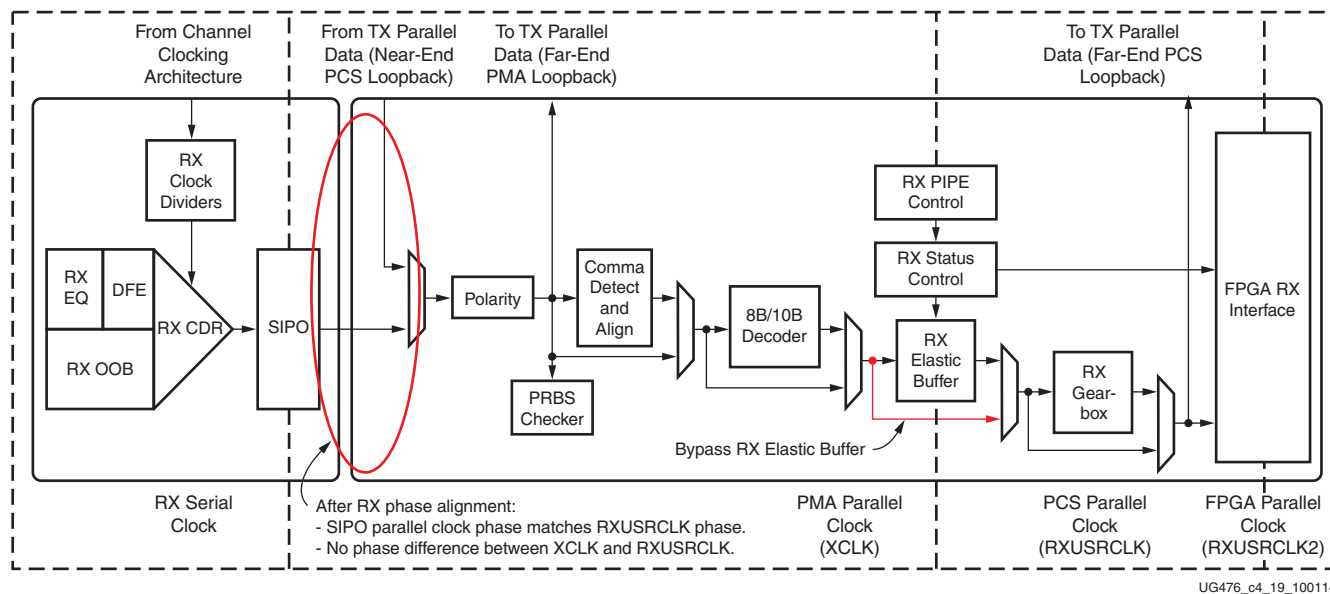 From Channel
Clocking
Architecture
From TX Parallel
Data (Near-End
PCS Loopback)
To TX Parallel
Data (Far-End
PMA Loopback)
To TX Parallel
Data (Far-End PCS
Loopback)
RX
Clock
Dividers
RX
EQ
DFE
RX CDR
RX OOB
SIPO
Polarity
Comma
Detect
and
Align
PRBS
Checker
8B/10B
Decoder
RX PIPE
Control
RX Status
Control
RX
Elastic
Buffer
RX
Gear-
box
FPGA RX
Interface
Bypass RX Elastic Buffer
RX Serial
Clock
After RX phase alignment:
- SIPO parallel clock phase matches RXUSRCLK phase.
- No phase difference between XCLK and RXUSRCLK.
PMA Parallel
Clock
(XCLK)
PCS Parallel
Clock
(RXUSRCLK)
FPGA Parallel
Clock
(RXUSRCLK2)